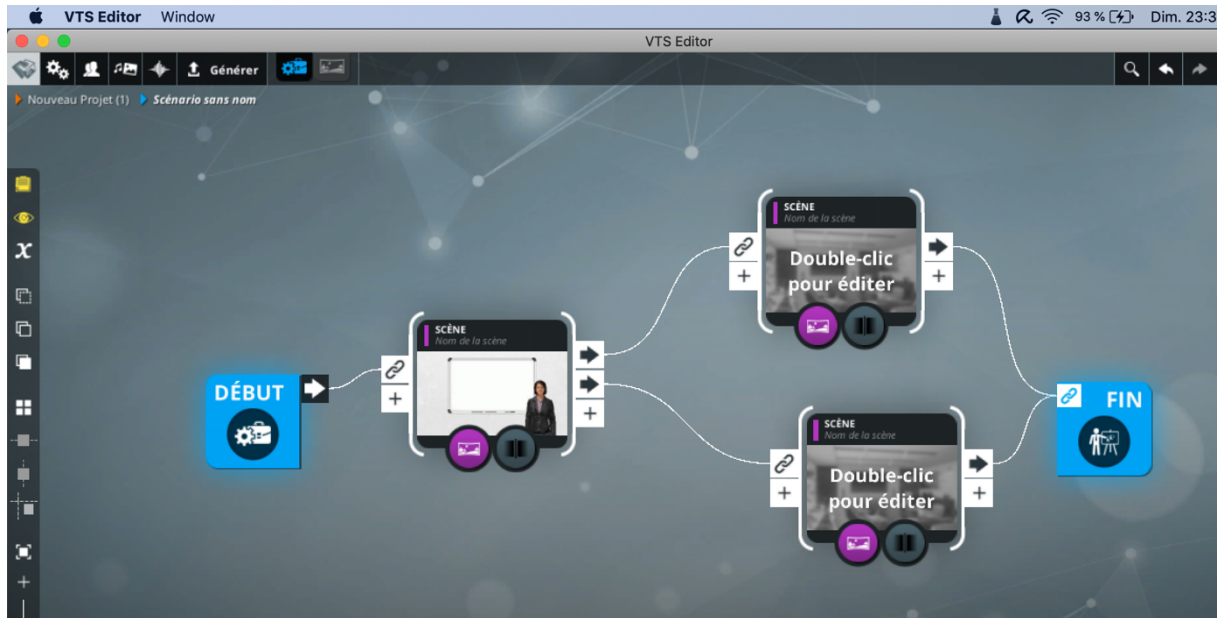 VTS Editor Window 93 % Dim. 23:3
VTS Editor
Générer
Nouveau Projet (1) Scénario sans nom
SCÈNE
Nom de la scène
Double-clic
pour éditer
SCÈNE
Nom de la scène
DÉBUT
FIN
SCÈNE
Nom de la scène
Double-clic
pour éditer